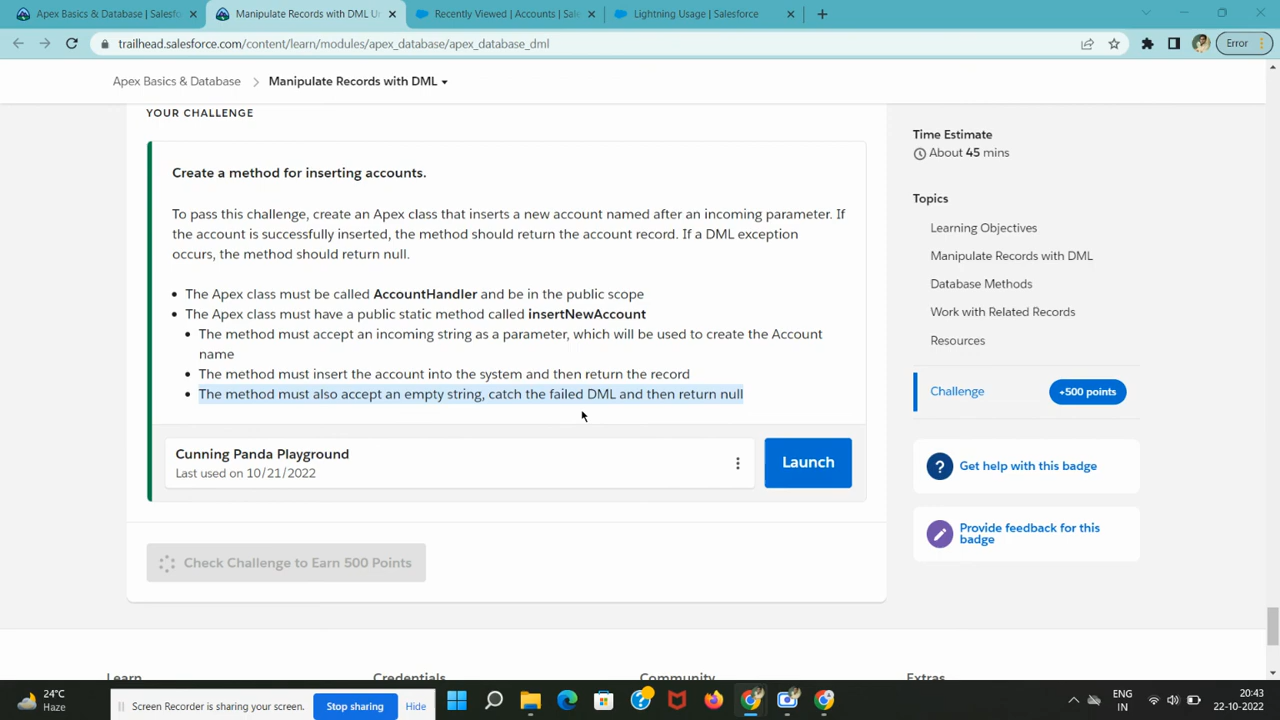 Apex Basics & Database | Salesfo
Manipulate Records with DML U
Recently Viewed | Accounts | Sale
Lightning Usage | Salesforce
trailhead.salesforce.com/content/learn/modules/apex_database/apex_database_dml
Error
Apex Basics & Database
Manipulate Records with DML
YOUR CHALLENGE
Create a method for inserting accounts.
To pass this challenge, create an Apex class that inserts a new account named after an incoming parameter. If
the account is successfully inserted, the method should return the account record. If a DML exception
occurs, the method should return null.
The Apex class must be called AccountHandler and be in the public scope
The Apex class must have a public static method called insertNewAccount
The method must accept an incoming string as a parameter, which will be used to create the Account
name
The method must insert the account into the system and then return the record
The method must also accept an empty string, catch the failed DML and then return null
Cunning Panda Playground
Last used on 10/21/2022
Launch
Check Challenge to Earn 500 Points
Time Estimate
About 45 mins
Topics
Learning Objectives
Manipulate Records with DML
Database Methods
Work with Related Records
Resources
Challenge
+500 points
Get help with this badge
Provide feedback for this
badge
Learn
Credentials
Community
Extras
24°C
Haze
Screen Recorder is sharing your screen.
Stop sharing
Hide
ENG
IN
20:43
22-10-2022